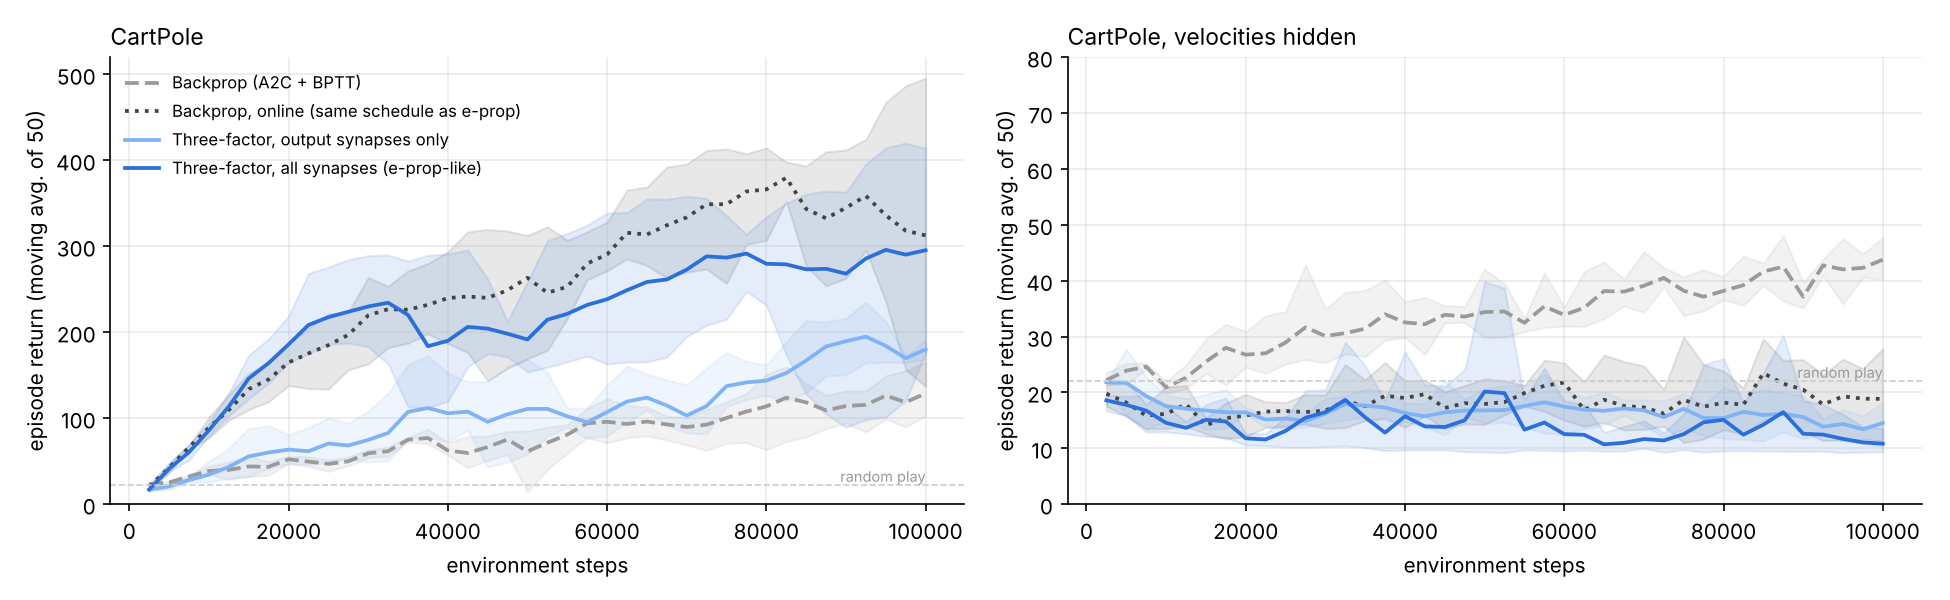 CartPole
500
400
300
200
100
0
episode return (moving avg. of 50)
Backprop (A2C + BPTT)
Backprop, online (same schedule as e-prop)
Three-factor, output synapses only
Three-factor, all synapses (e-prop-like)
random play
0 20000 40000 60000 80000 100000
environment steps
CartPole, velocities hidden
80
70
60
50
40
30
20
10
0
episode return (moving avg. of 50)
random play
0 20000 40000 60000 80000 100000
environment steps